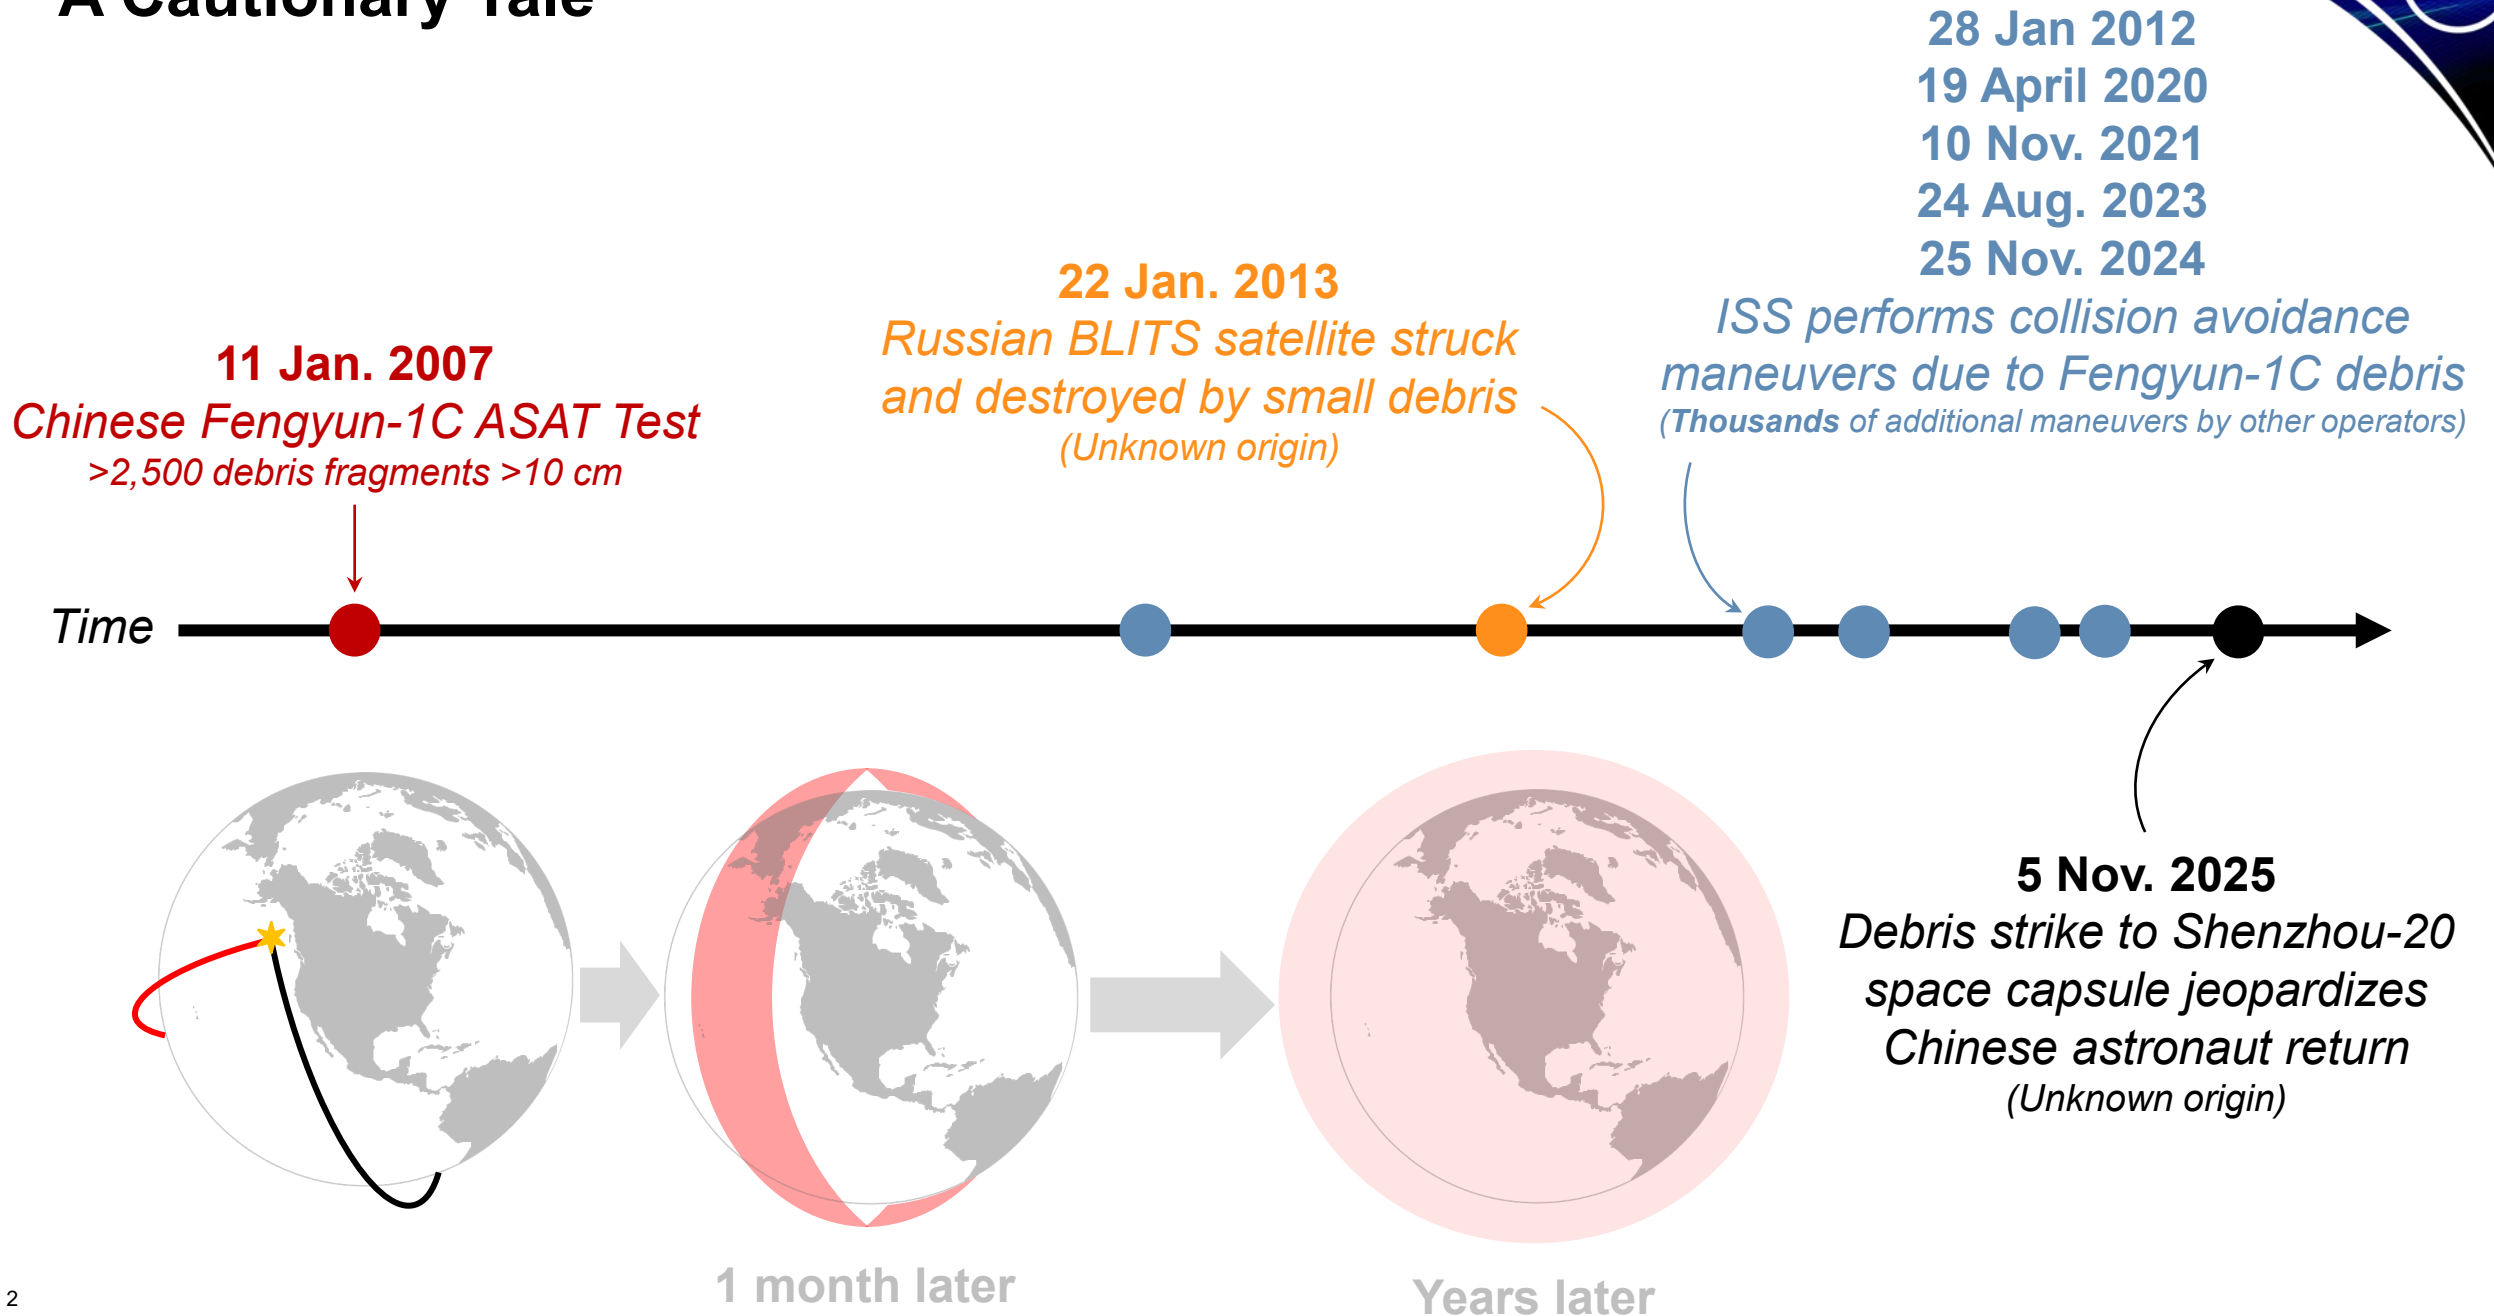 A Cautionary Tale
28 Jan 2012
19 April 2020
10 Nov. 2021
24 Aug. 2023
25 Nov. 2024
ISS performs collision avoidance
maneuvers due to Fengyun-1C debris
(Thousands of additional maneuvers by other operators)
22 Jan. 2013
Russian BLITS satellite struck
and destroyed by small debris
(Unknown origin)
11 Jan. 2007
Chinese Fengyun-1C ASAT Test
>2,500 debris fragments >10 cm
Time
5 Nov. 2025
Debris strike to Shenzhou-20
space capsule jeopardizes
Chinese astronaut return
(Unknown origin)
1 month later
Years later
2